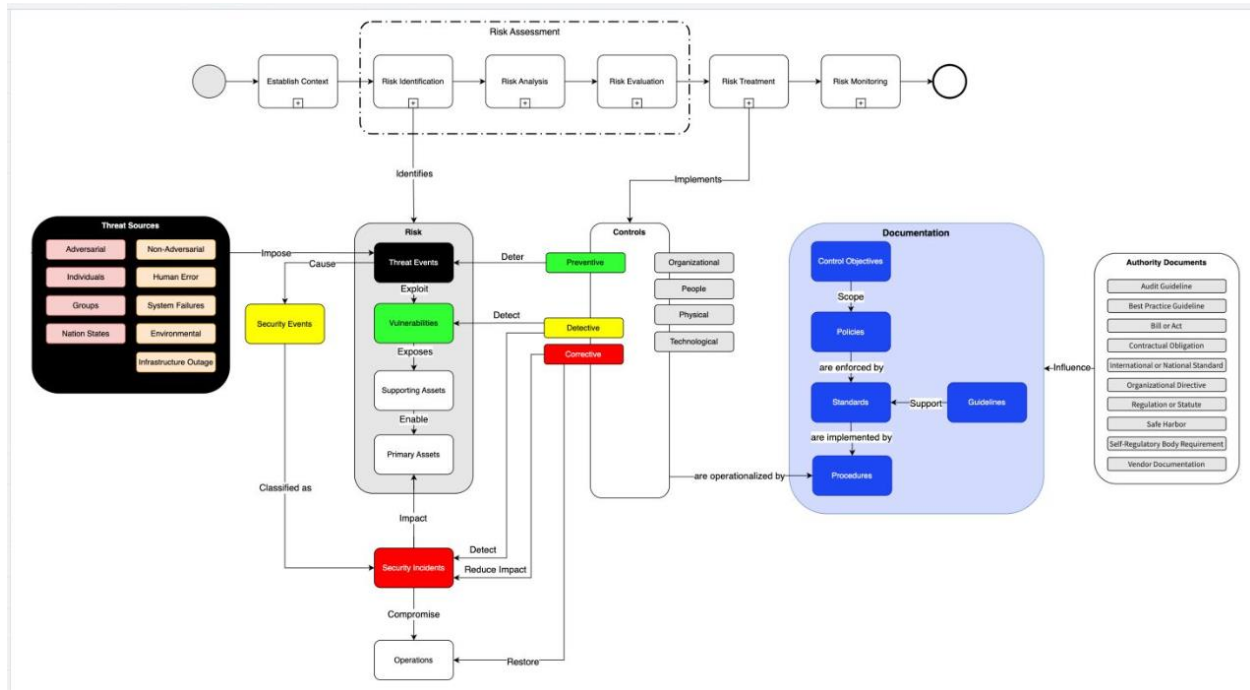 Risk Assessment
Establish Context
Risk Identification
Risk Analysis
Risk Evaluation
Risk Treatment
Risk Monitoring
Identifies
Implements
Threat Sources
Adversarial
Non-Adversarial
Individuals
Human Error
Groups
System Failures
Nation States
Environmental
Infrastructure Outage
Impose
Cause
Security Events
Classified as
Risk
Threat Events
Exploit
Vulnerabilities
Exposes
Supporting Assets
Enable
Primary Assets
Impact
Security Incidents
Compromise
Operations
Deter
Detect
Detect
Reduce Impact
Restore
Controls
Preventive
Detective
Corrective
Organizational
People
Physical
Technological
are operationalized by
Documentation
Control Objectives
Scope
Policies
are enforced by
Standards
Support
Guidelines
are implemented by
Procedures
Influence
Authority Documents
Audit Guideline
Best Practice Guideline
Bill or Act
Contractual Obligation
International or National Standard
Organizational Directive
Regulation or Statute
Safe Harbor
Self-Regulatory Body Requirement
Vendor Documentation